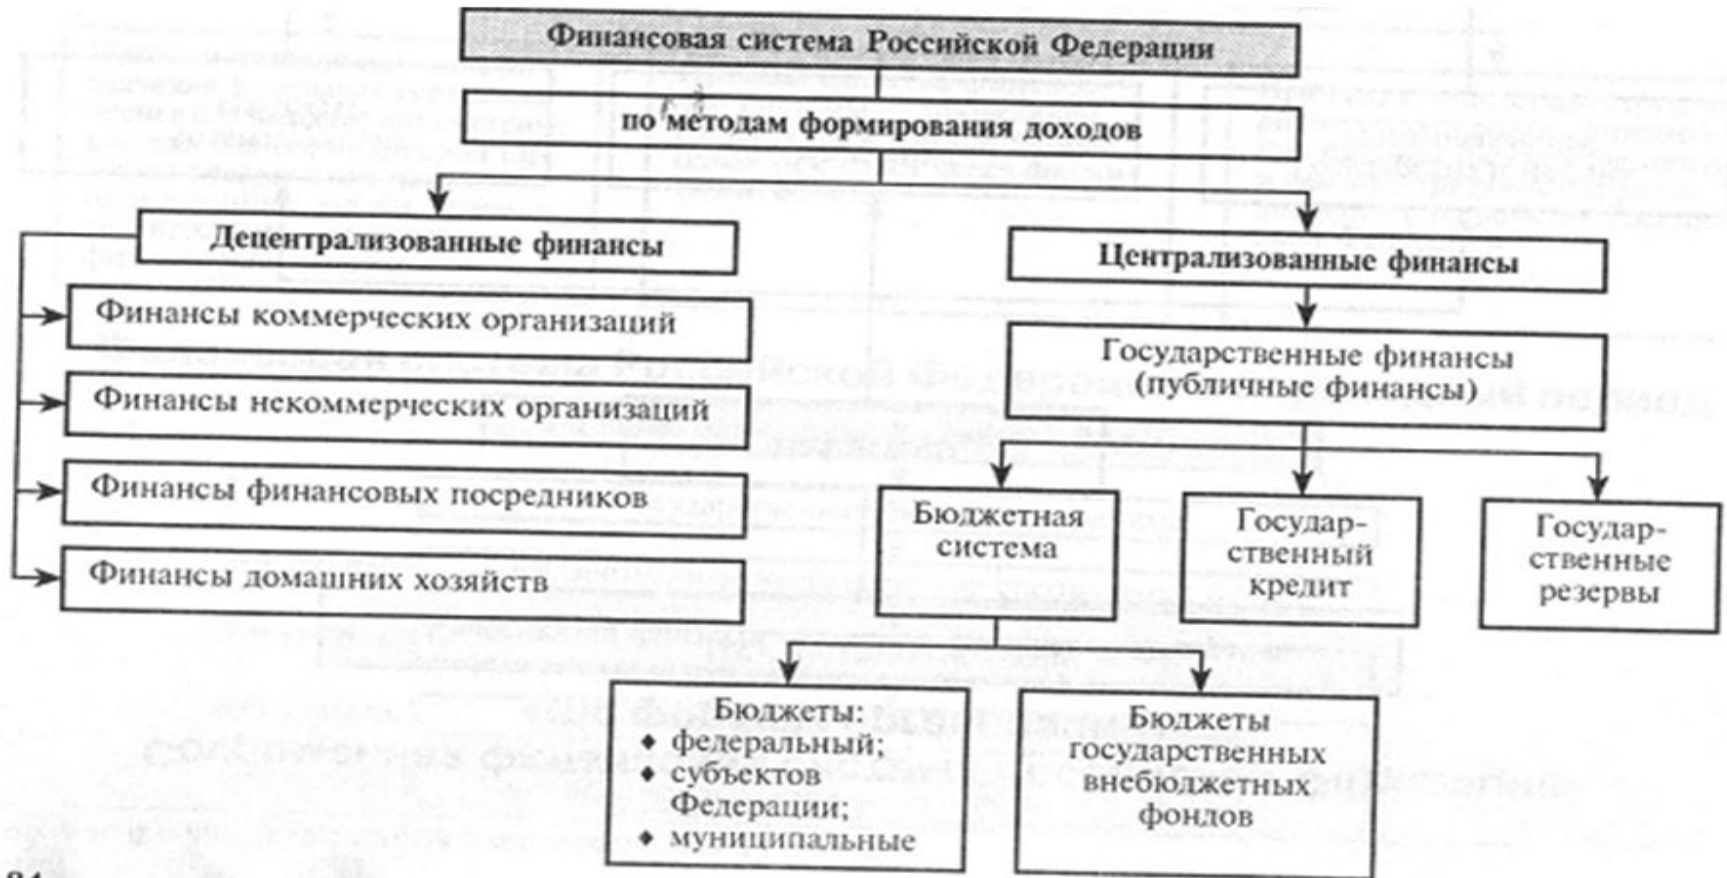 Финансовая система Российской Федерации
по методам формирования доходов
Децентрализованные финансы
Финансы коммерческих организаций
Финансы некоммерческих организаций
Финансы финансовых посредников
Финансы домашних хозяйств
Централизованные финансы
Государственные финансы
(публичные финансы)
Бюджетная
система
Государ-
ственный
кредит
Государ-
ственные
резервы
Бюджеты:
♦ федеральный;
♦ субъектов
Федерации;
♦ муниципальные
Бюджеты
государственных
внебюджетных
фондов